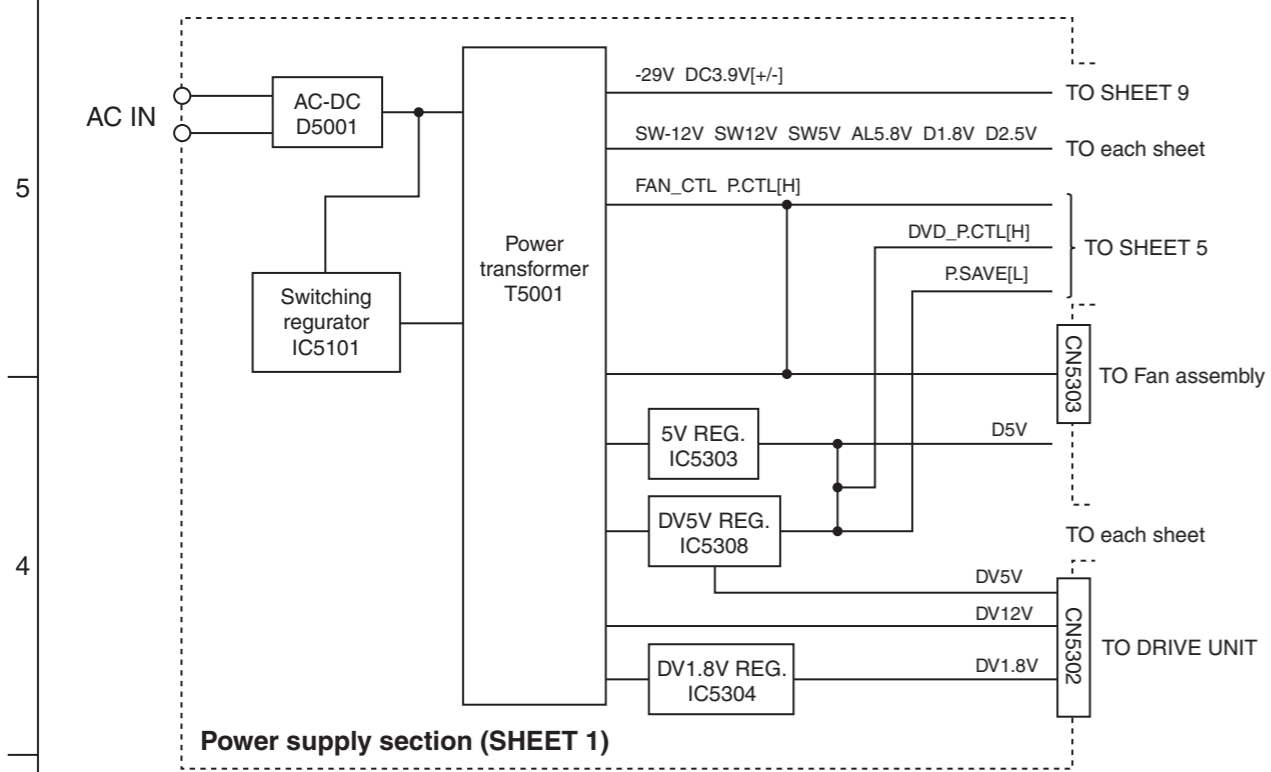 -29V DC3.9V[+/-]
TO SHEET 9
AC IN
AC-DC
D5001
SW-12V SW12V SW5V AL5.8V D1.8V D2.5V
TO each sheet
5
FAN_CTL P.CTL[H]
DVD_P.CTL[H]
TO SHEET 5
P.SAVE[L]
Power
transformer
T5001
Switching
regurator
IC5101
CN5303
TO Fan assembly
5V REG.
IC5303
D5V
DV5V REG.
IC5308
TO each sheet
4
DV5V
DV12V
CN5302
TO DRIVE UNIT
DV1.8V REG.
IC5304
DV1.8V
Power supply section (SHEET 1)